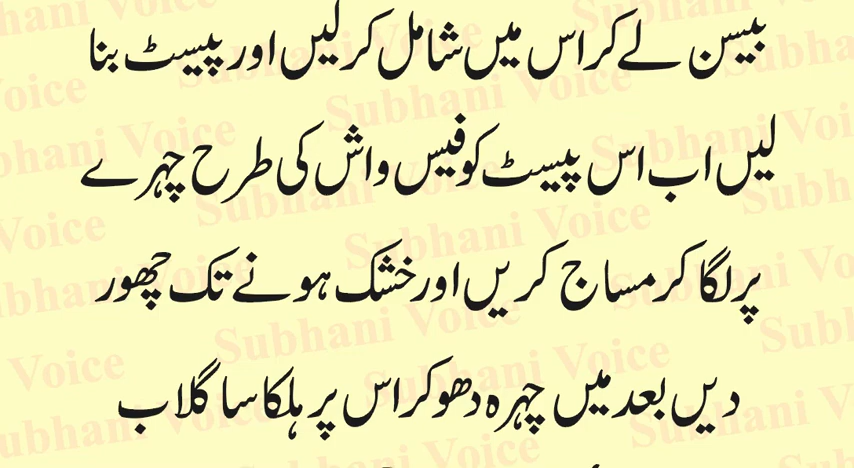 بیسن لے کر اس میں شامل کر لیں اور پیسٹ بنا
لیں اب اس پیسٹ کو فیس واش کی طرح چہرے
پر لگا کر مساج کریں اور خشک ہونے تک چھور
دیں بعد میں چہرہ دھو کر اس پر ہلکا سا گلاب
Subhani Voice